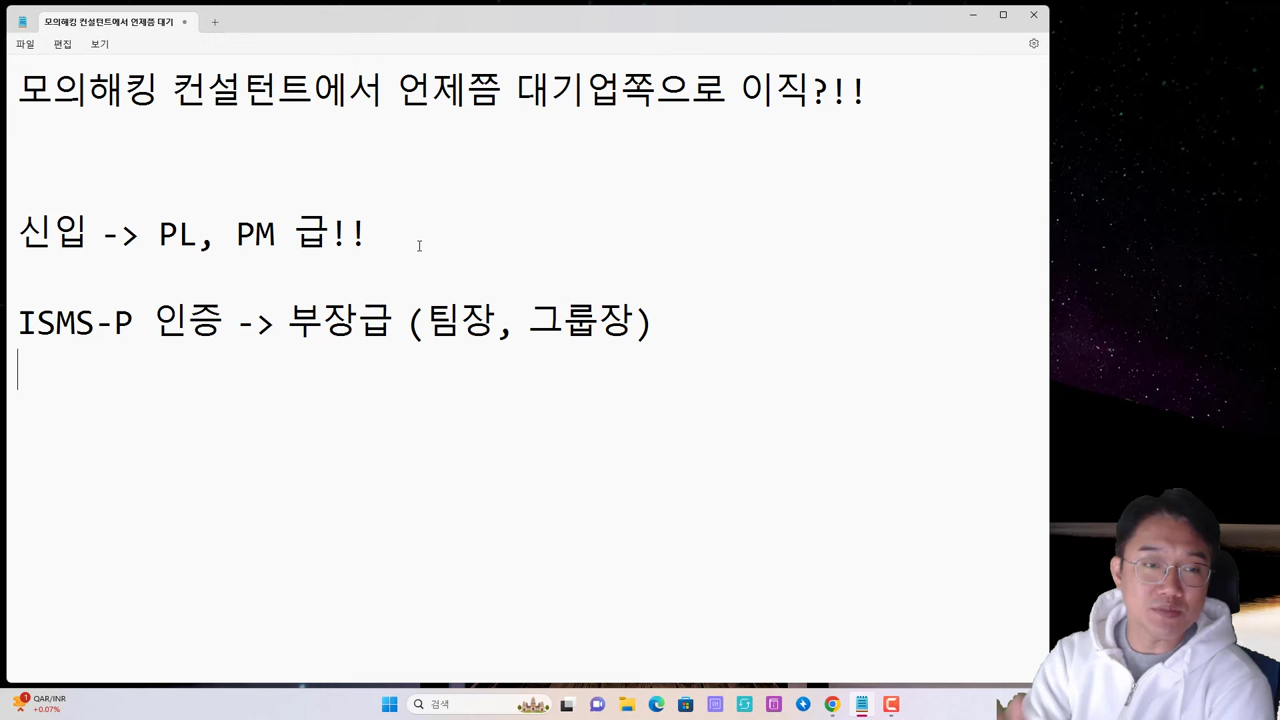 모의해킹 컨설턴트에서 언제쯤 대기
파일 편집 보기
모의해킹 컨설턴트에서 언제쯤 대기업쪽으로 이직?!!
신입 -> PL, PM 급!!
ISMS-P 인증 -> 부장급 (팀장, 그룹장)
1
QAR/INR
+0.07%
검색